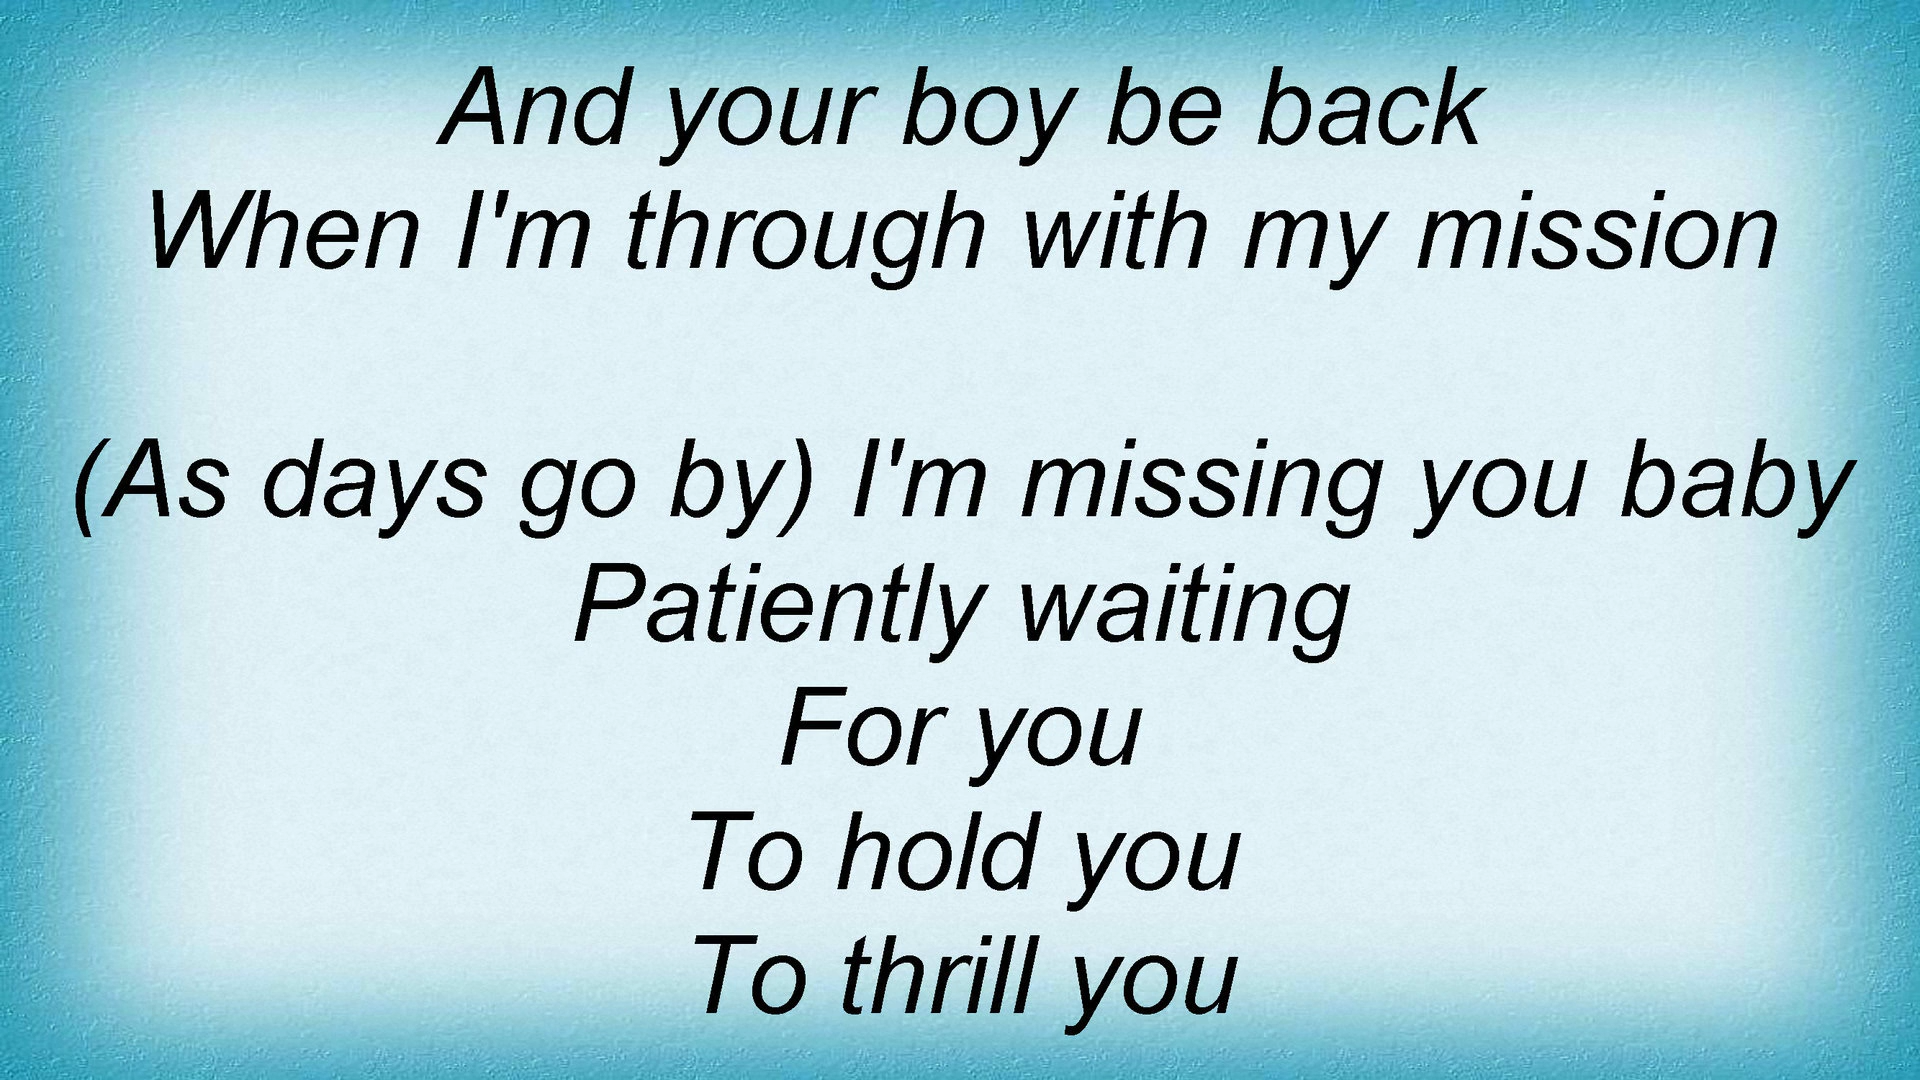 And your boy be back
When I'm through with my mission
(As days go by) I'm missing you baby
Patiently waiting
For you
To hold you
To thrill you